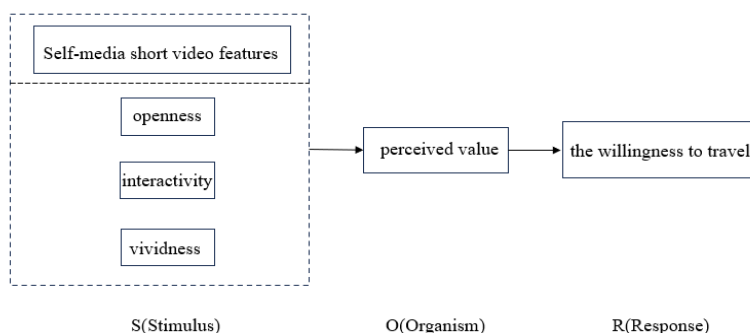 Self-media short video features
openness
interactivity
vividness
perceived value
the willingness to travel
S(Stimulus)
O(Organism)
R(Response)